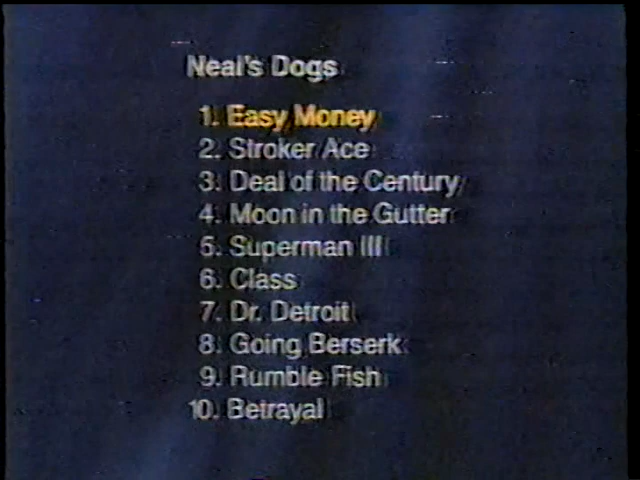 Neal's Dogs
1. Easy Money
2. Stroker Ace
3. Deal of the Century
4. Moon in the Gutter
5. Superman III
6. Class
7. Dr. Detroit
8. Going Berserk
9. Rumble Fish
10. Betrayal